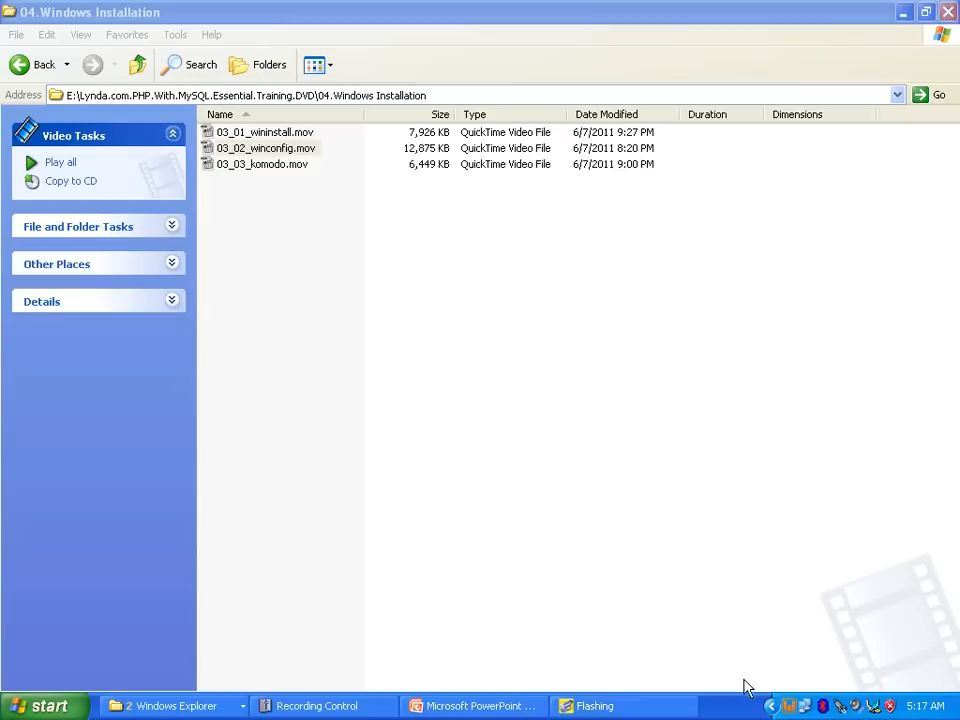 04.Windows Installation
File Edit View Favorites Tools Help
Back Search Folders
Address E:\Lynda.com.PHP.With.MySQL.Essential.Training.DVD\04.Windows Installation Go
Name Size Type Date Modified Duration Dimensions
Video Tasks
Play all
Copy to CD
File and Folder Tasks
Other Places
Details
03_01_wininstall.mov 7,926 KB QuickTime Video File 6/7/2011 9:27 PM
03_02_winconfig.mov 12,875 KB QuickTime Video File 6/7/2011 8:20 PM
03_03_komodo.mov 6,449 KB QuickTime Video File 6/7/2011 9:00 PM
start 2 Windows Explorer Recording Control Microsoft PowerPoint ... Flashing 5:17 AM